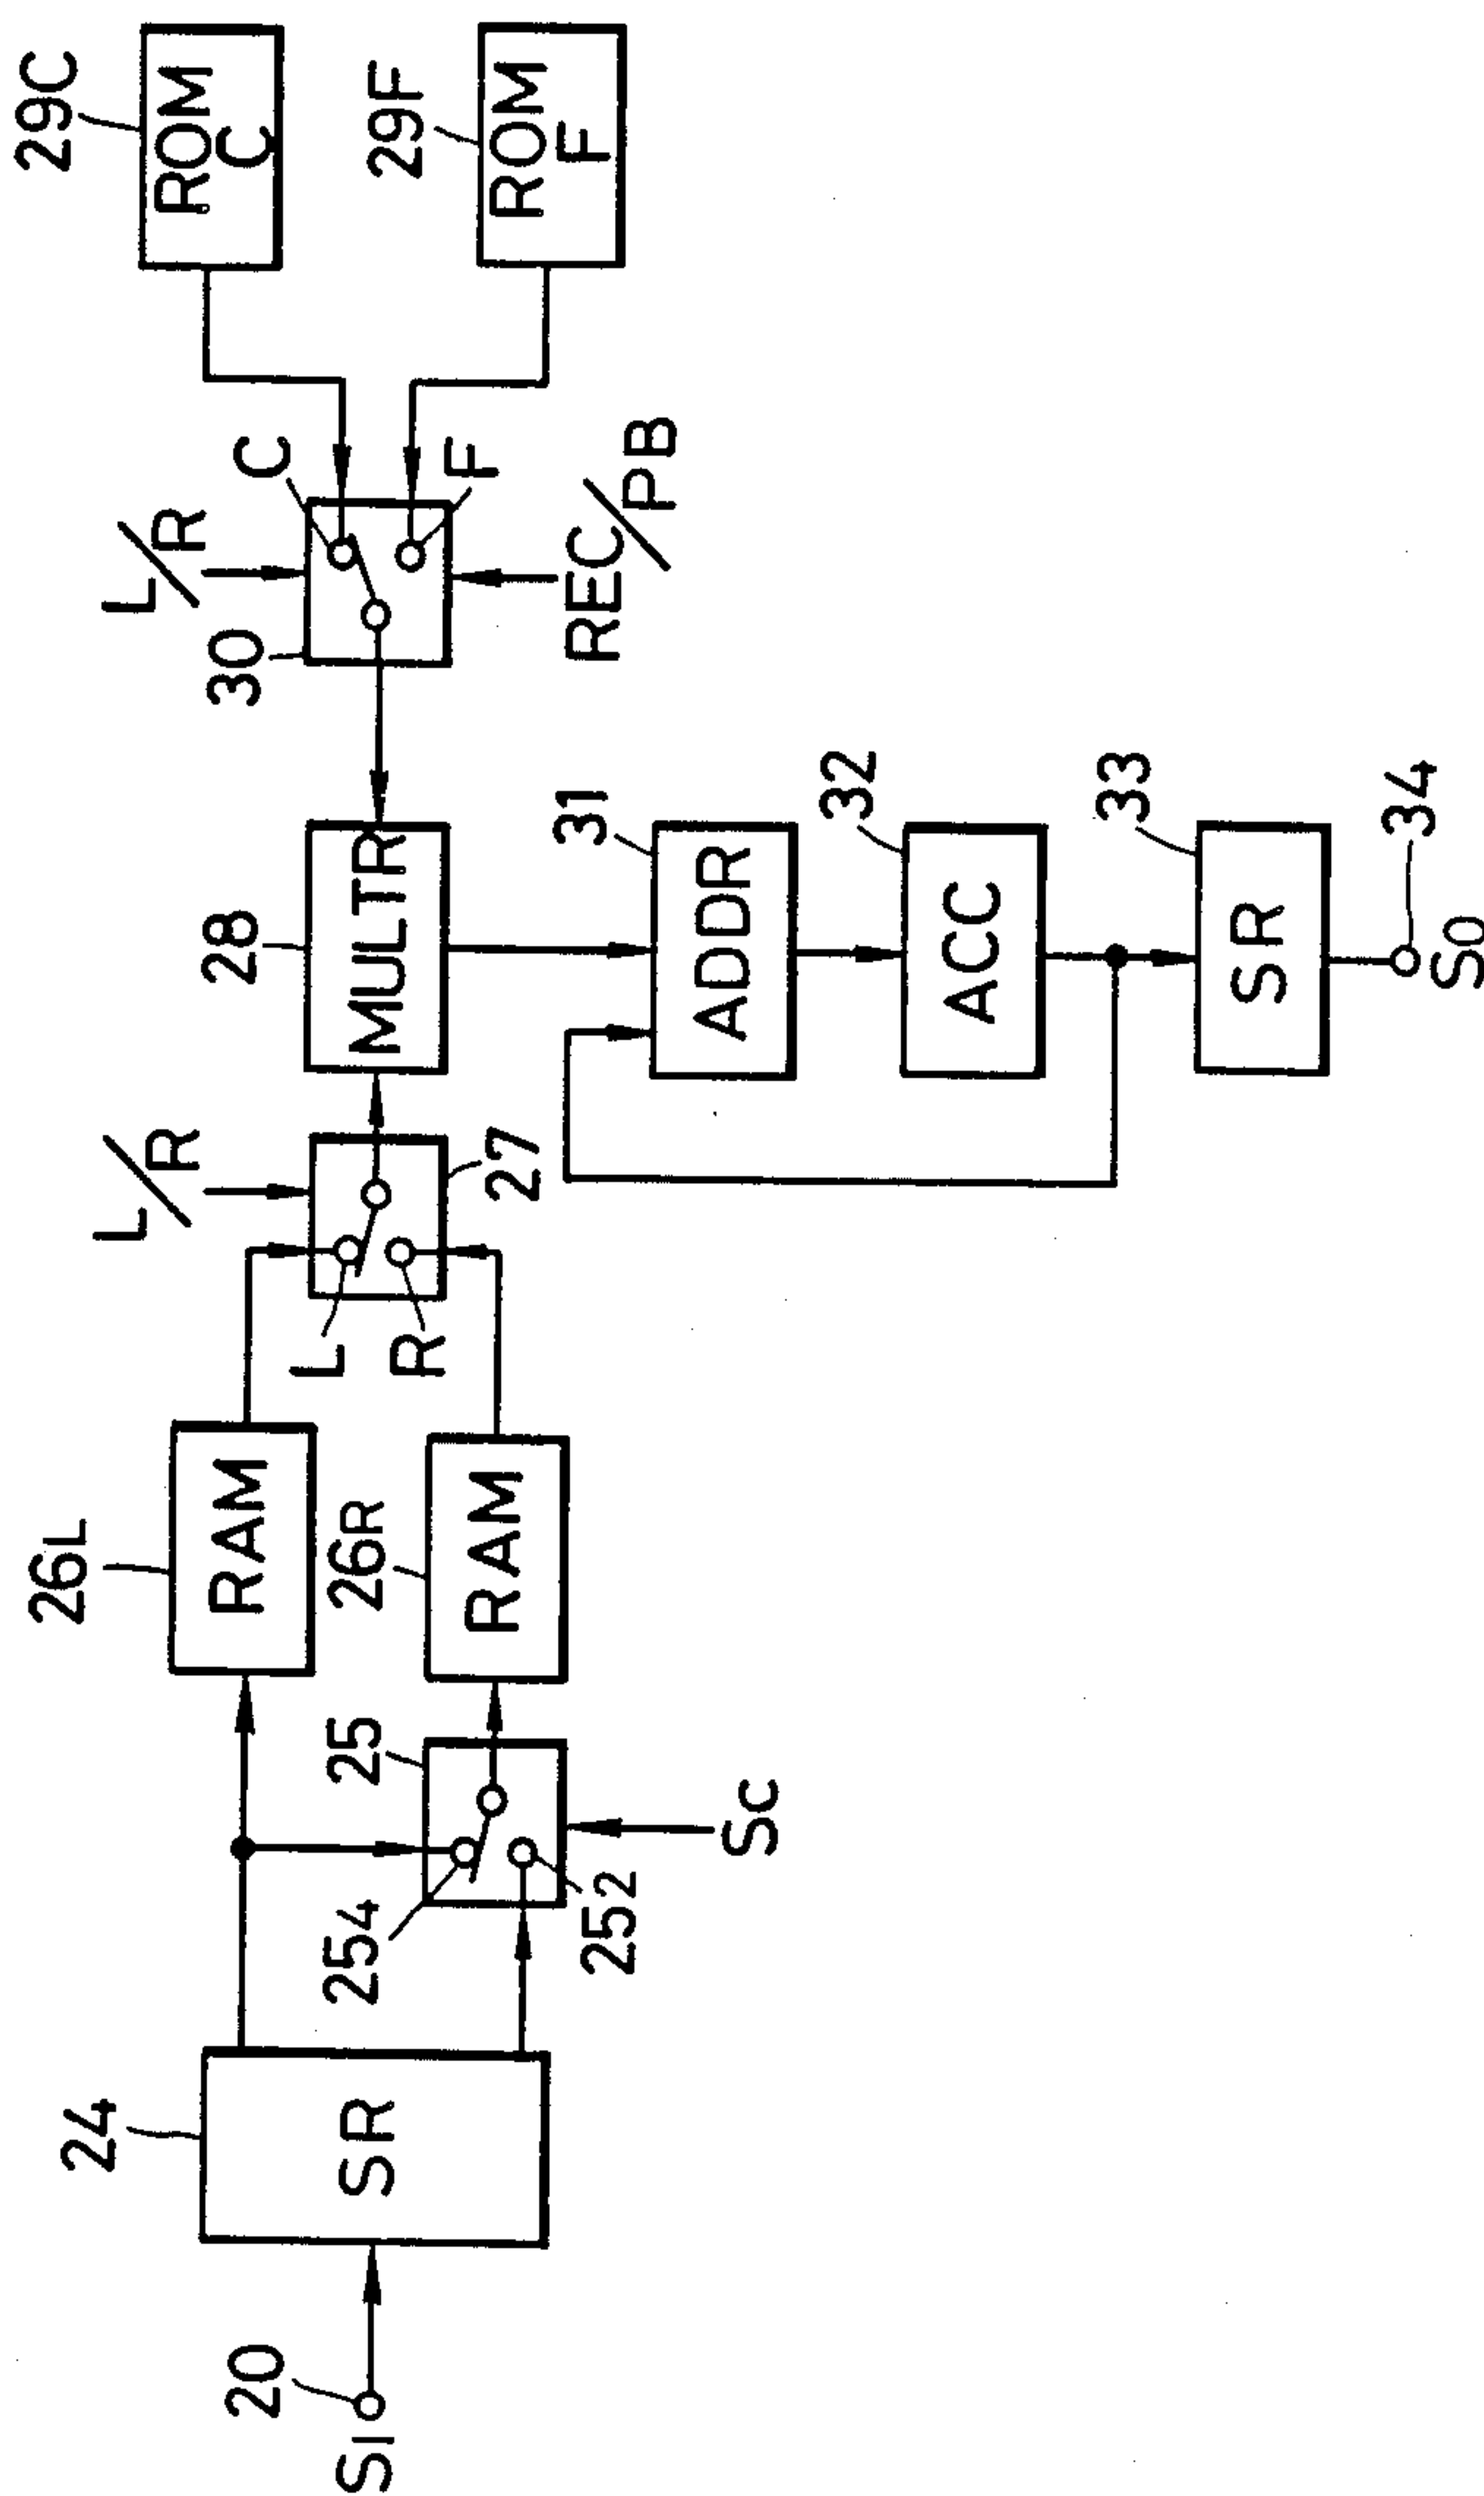 SI
20
24
SR
254
252
25
SC
26L
RAM
26R
RAM
L
R
L/R
27
28
MULTR
30
L/R
C
F
REC/PB
29C
ROM
C
29F
ROM
F
31
ADDR
32
ACC
33
SR
34
SO